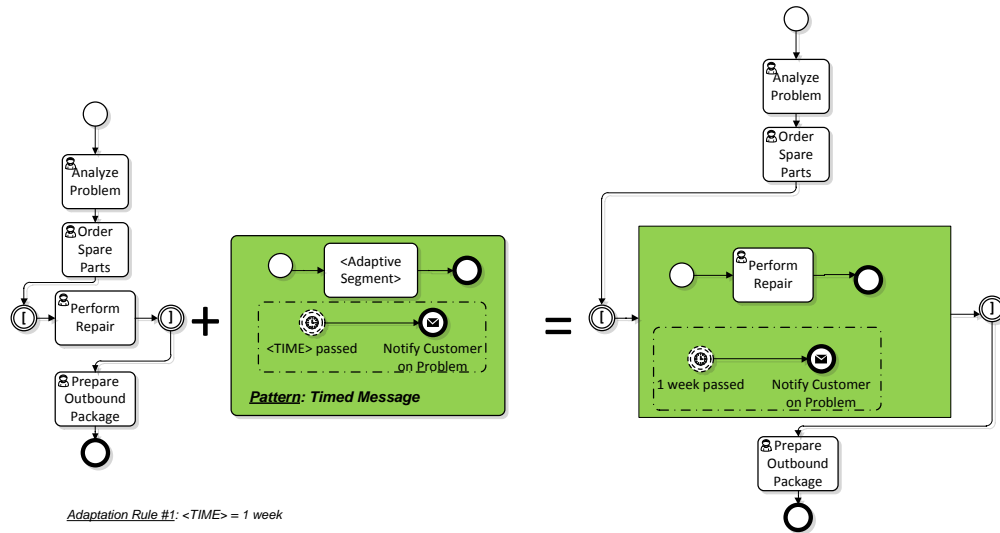 Analyze
Problem
Order
Spare
Parts
[
Perform
Repair
]
Prepare
Outbound
Package
Adaptation Rule #1: <TIME> = 1 week
+
<Adaptive
Segment>
<TIME> passed
Notify Customer
on Problem
Pattern: Timed Message
=
Analyze
Problem
Order
Spare
Parts
[
Perform
Repair
1 week passed
Notify Customer
on Problem
]
Prepare
Outbound
Package